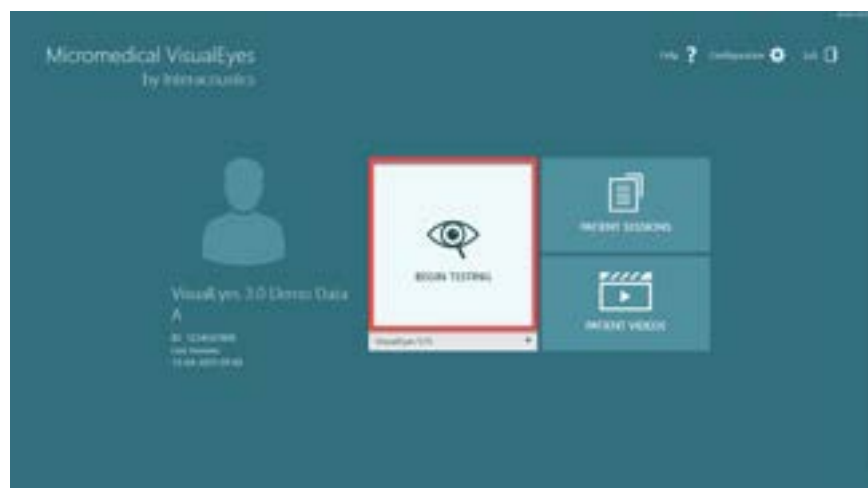 Micromedical VisualEyes
by Interacoustics
Help ?
Configuration
Exit
VisualEyes 3.0 Demo Data
A
BEGIN TESTING
PATIENT SESSIONS
PATIENT VIDEOS